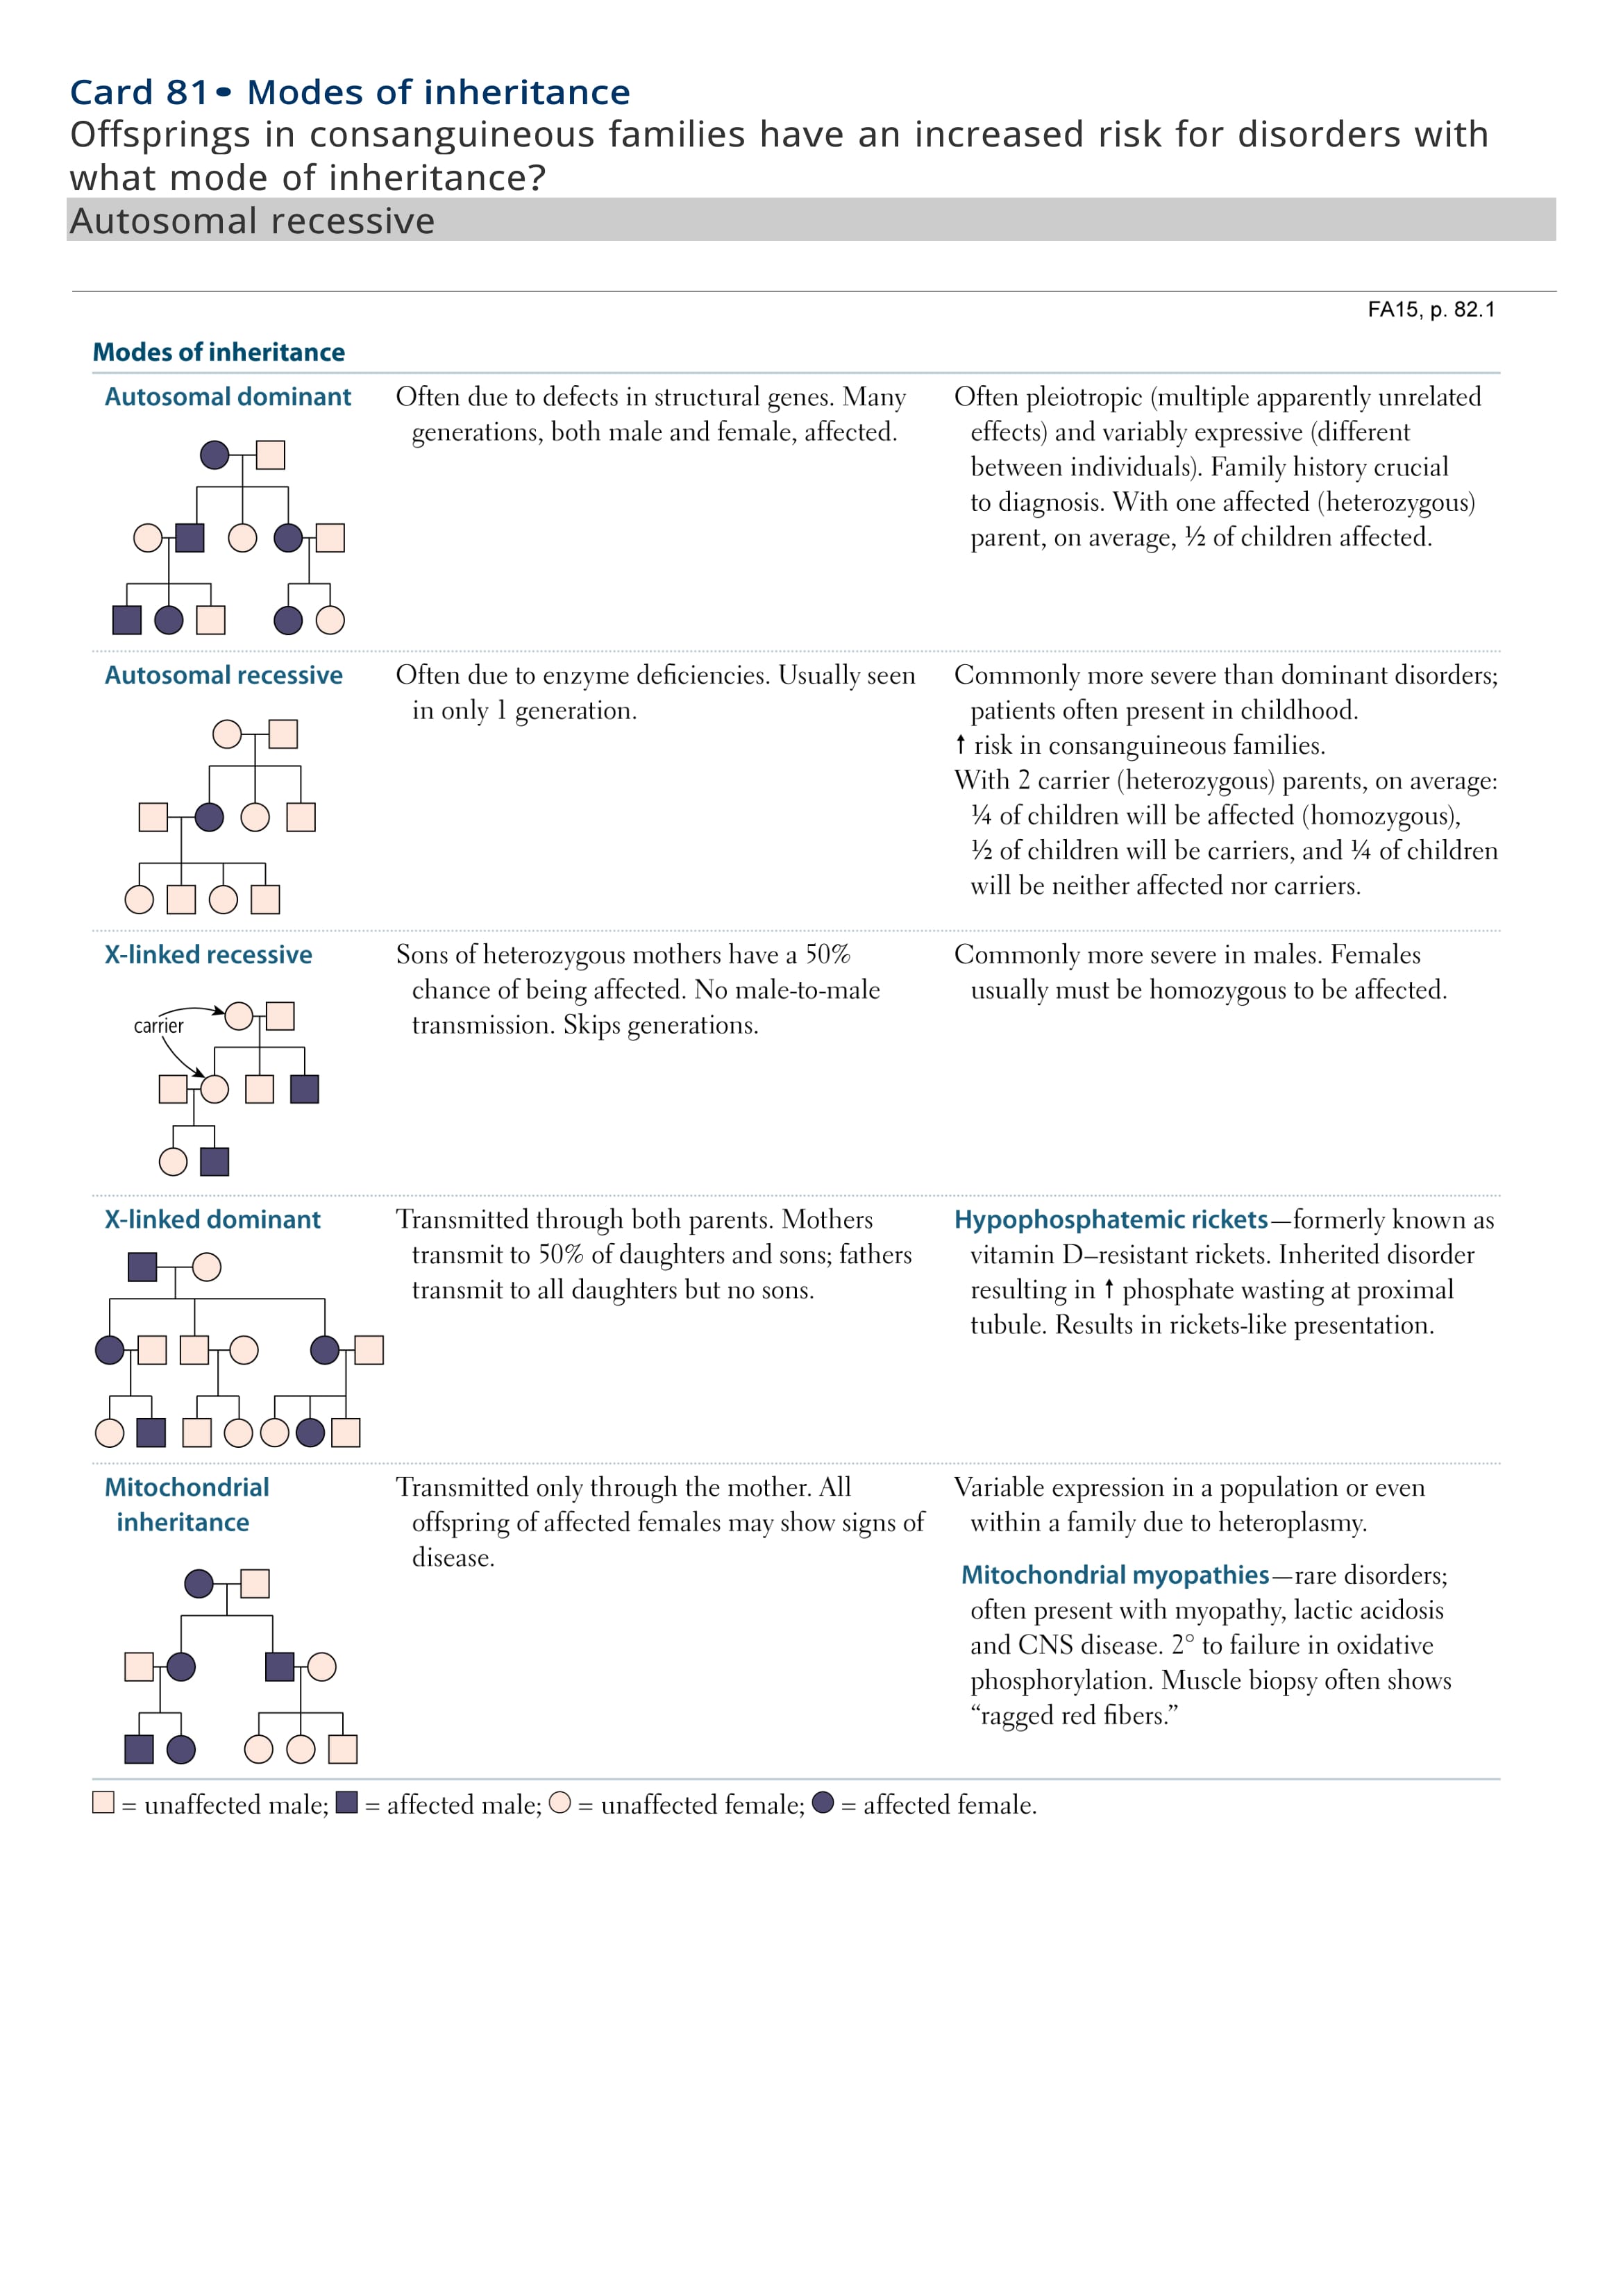 Card 81• Modes of inheritance
Offsprings in consanguineous families have an increased risk for disorders with
what mode of inheritance?
Autosomal recessive
FA15, p. 82.1
Modes of inheritance
Autosomal dominant
Often due to defects in structural genes. Many
generations, both male and female, affected.
Often pleiotropic (multiple apparently unrelated
effects) and variably expressive (different
between individuals). Family history crucial
to diagnosis. With one affected (heterozygous)
parent, on average, ½ of children affected.
Autosomal recessive
Often due to enzyme deficiencies. Usually seen
in only 1 generation.
Commonly more severe than dominant disorders;
patients often present in childhood.
↑ risk in consanguineous families.
With 2 carrier (heterozygous) parents, on average:
¼ of children will be affected (homozygous),
½ of children will be carriers, and ¼ of children
will be neither affected nor carriers.
X-linked recessive
carrier
Sons of heterozygous mothers have a 50%
chance of being affected. No male-to-male
transmission. Skips generations.
Commonly more severe in males. Females
usually must be homozygous to be affected.
X-linked dominant
Transmitted through both parents. Mothers
transmit to 50% of daughters and sons; fathers
transmit to all daughters but no sons.
Hypophosphatemic rickets—formerly known as
vitamin D–resistant rickets. Inherited disorder
resulting in ↑ phosphate wasting at proximal
tubule. Results in rickets-like presentation.
Mitochondrial
inheritance
Transmitted only through the mother. All
offspring of affected females may show signs of
disease.
Variable expression in a population or even
within a family due to heteroplasmy.
Mitochondrial myopathies—rare disorders;
often present with myopathy, lactic acidosis
and CNS disease. 2° to failure in oxidative
phosphorylation. Muscle biopsy often shows
“ragged red fibers.”
= unaffected male; = affected male; = unaffected female; = affected female.